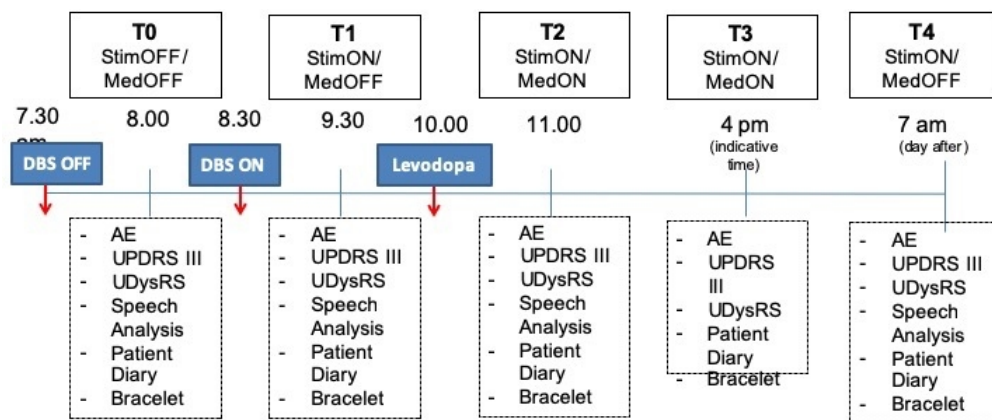 T0
StimOFF/
MedOFF
T1
StimON/
MedOFF
T2
StimON/
MedON
T3
StimON/
MedON
T4
StimON/
MedOFF
7.30
8.00
8.30
9.30
10.00
11.00
4 pm
(indicative
time)
7 am
(day after)
DBS OFF
DBS ON
Levodopa
- AE
- UPDRS III
- UDysRS
- Speech
Analysis
- Patient
Diary
- Bracelet
- AE
- UPDRS III
- UDysRS
- Speech
Analysis
- Patient
Diary
- Bracelet
- AE
- UPDRS III
- UDysRS
- Speech
Analysis
- Patient
Diary
- Bracelet
- AE
- UPDRS
III
- UDysRS
- Patient
Diary
- Bracelet
- AE
- UPDRS III
- UDysRS
- Speech
Analysis
- Patient
Diary
- Bracelet